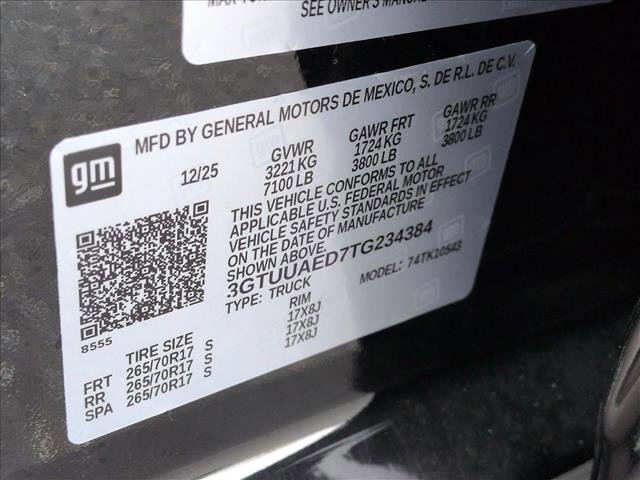 SEE OWNER'S MANUAL
MFD BY GENERAL MOTORS DE MEXICO, S. DE R.L. DE C.V.
gm
12/25 GVWR GAWR FRT GAWR RR
3221 KG 1724 KG 1724 KG
7100 LB 3800 LB 3800 LB
THIS VEHICLE CONFORMS TO ALL
APPLICABLE U.S. FEDERAL MOTOR
VEHICLE SAFETY STANDARDS IN EFFECT
ON THE DATE OF MANUFACTURE
SHOWN ABOVE.
3GTUUAED7TG234384
TYPE: TRUCK MODEL: 74TK10543
8555
TIRE SIZE RIM
FRT 265/70R17 S 17X8J
RR 265/70R17 S 17X8J
SPA 265/70R17 S 17X8J